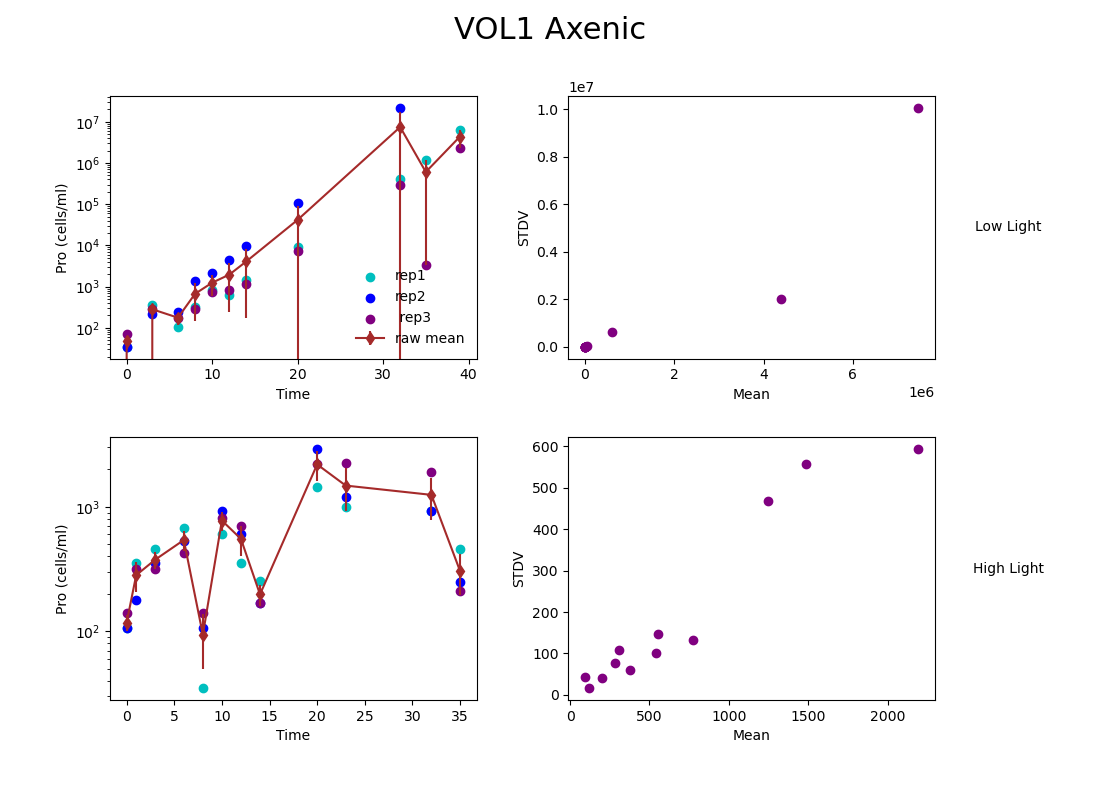 VOL1 Axenic
1e7
10⁷
10⁶
10⁵
10⁴
10³
10²
Pro (cells/ml)
rep1
rep2
rep3
raw mean
0 10 20 30 40
Time
1.0
0.8
0.6
0.4
0.2
0.0
STDV
0 2 4 6
1e6
Mean
Low Light
10³
10²
Pro (cells/ml)
0 5 10 15 20 25 30 35
Time
600
500
400
300
200
100
0
STDV
0 500 1000 1500 2000
Mean
High Light